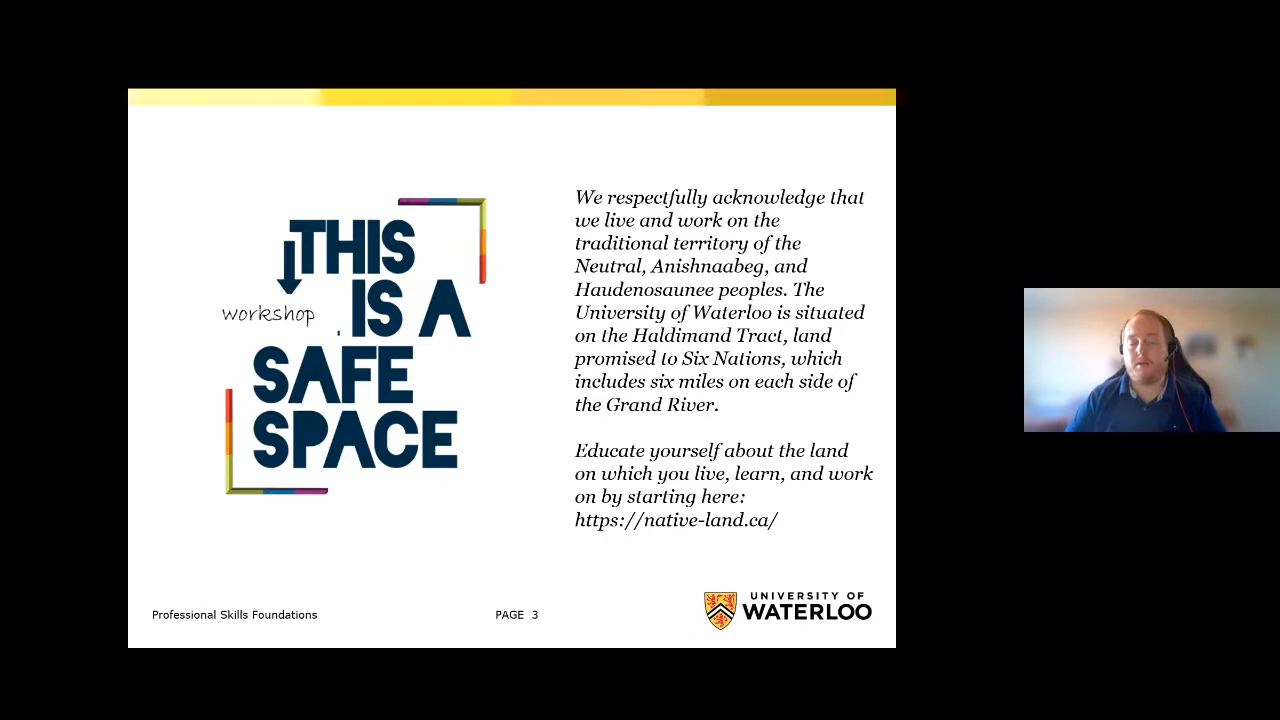 THIS
workshop
IS A
SAFE
SPACE
We respectfully acknowledge that
we live and work on the
traditional territory of the
Neutral, Anishnaabeg, and
Haudenosaunee peoples. The
University of Waterloo is situated
on the Haldimand Tract, land
promised to Six Nations, which
includes six miles on each side of
the Grand River.
Educate yourself about the land
on which you live, learn, and work
on by starting here:
https://native-land.ca/
Professional Skills Foundations
PAGE 3
UNIVERSITY OF
WATERLOO